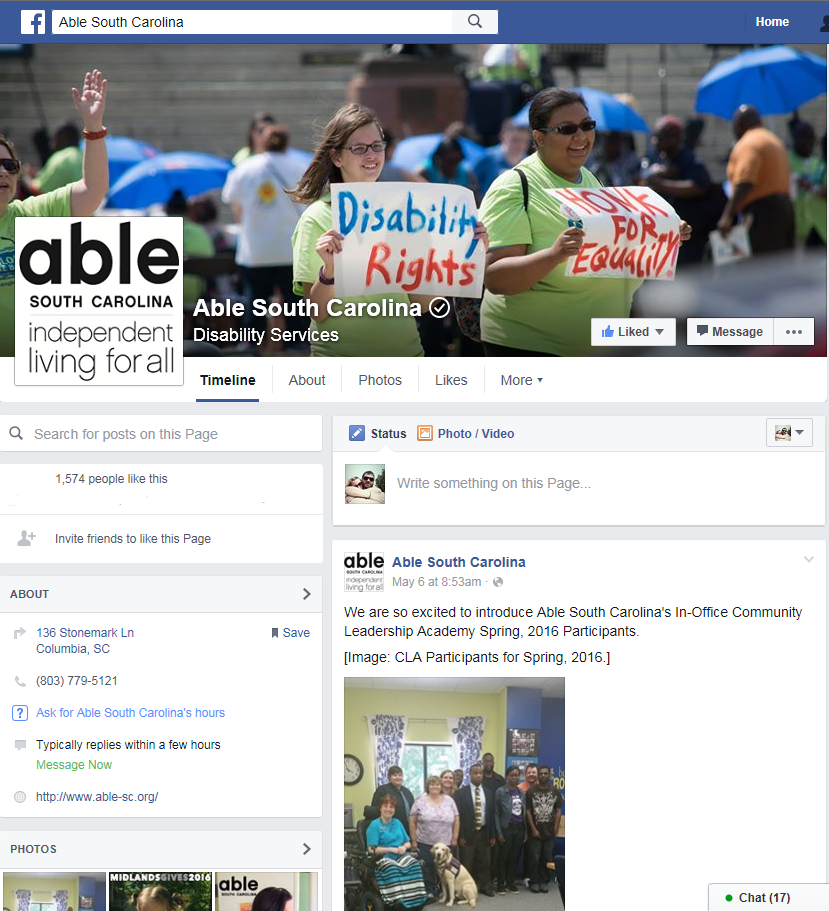 Able South Carolina
Home
Disability
Rights
HONK
FOR
EQUALITY!
able
SOUTH CAROLINA
independent
living for all
Able South Carolina
Disability Services
Liked
Message
Timeline
About
Photos
Likes
More
Search for posts on this Page
1,574 people like this
Invite friends to like this Page
ABOUT
136 Stonemark Ln
Columbia, SC
Save
(803) 779-5121
Ask for Able South Carolina's hours
Typically replies within a few hours
Message Now
http://www.able-sc.org/
PHOTOS
MIDLANDSGIVES2016
able
Status
Photo / Video
Write something on this Page...
able
SOUTH CAROLINA
independent
living for all
Able South Carolina
May 6 at 8:53am ·
We are so excited to introduce Able South Carolina's In-Office Community
Leadership Academy Spring, 2016 Participants.
[Image: CLA Participants for Spring, 2016.]
Chat (17)